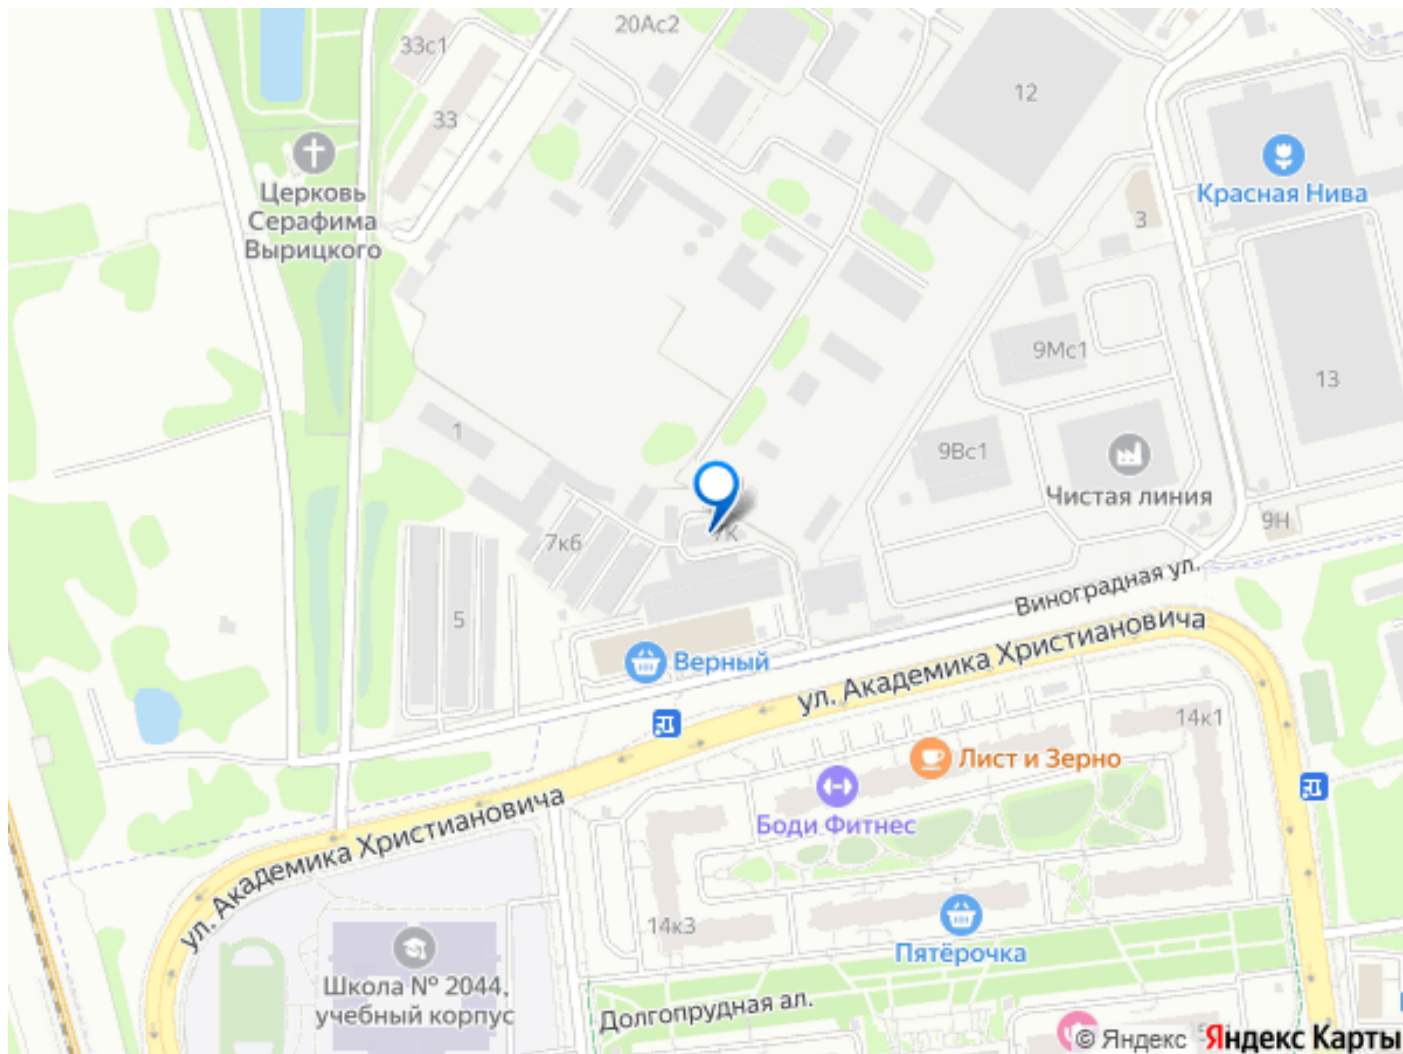 20Ас2
33с1
12
33
Красная Нива
Церковь
Серафима
Вырицкого
3
9Мс1
13
1
9Вс1
Чистая линия
9Н
7К
7к6
Виноградная ул.
5
ул. Академика Христиановича
Верный
14к1
Лист и Зерно
Боди Фитнес
ул. Академика Христиановича
14к3
Пятёрочка
Школа № 2044,
учебный корпус
Долгопрудная ал.
© Яндекс Яндекс Карты